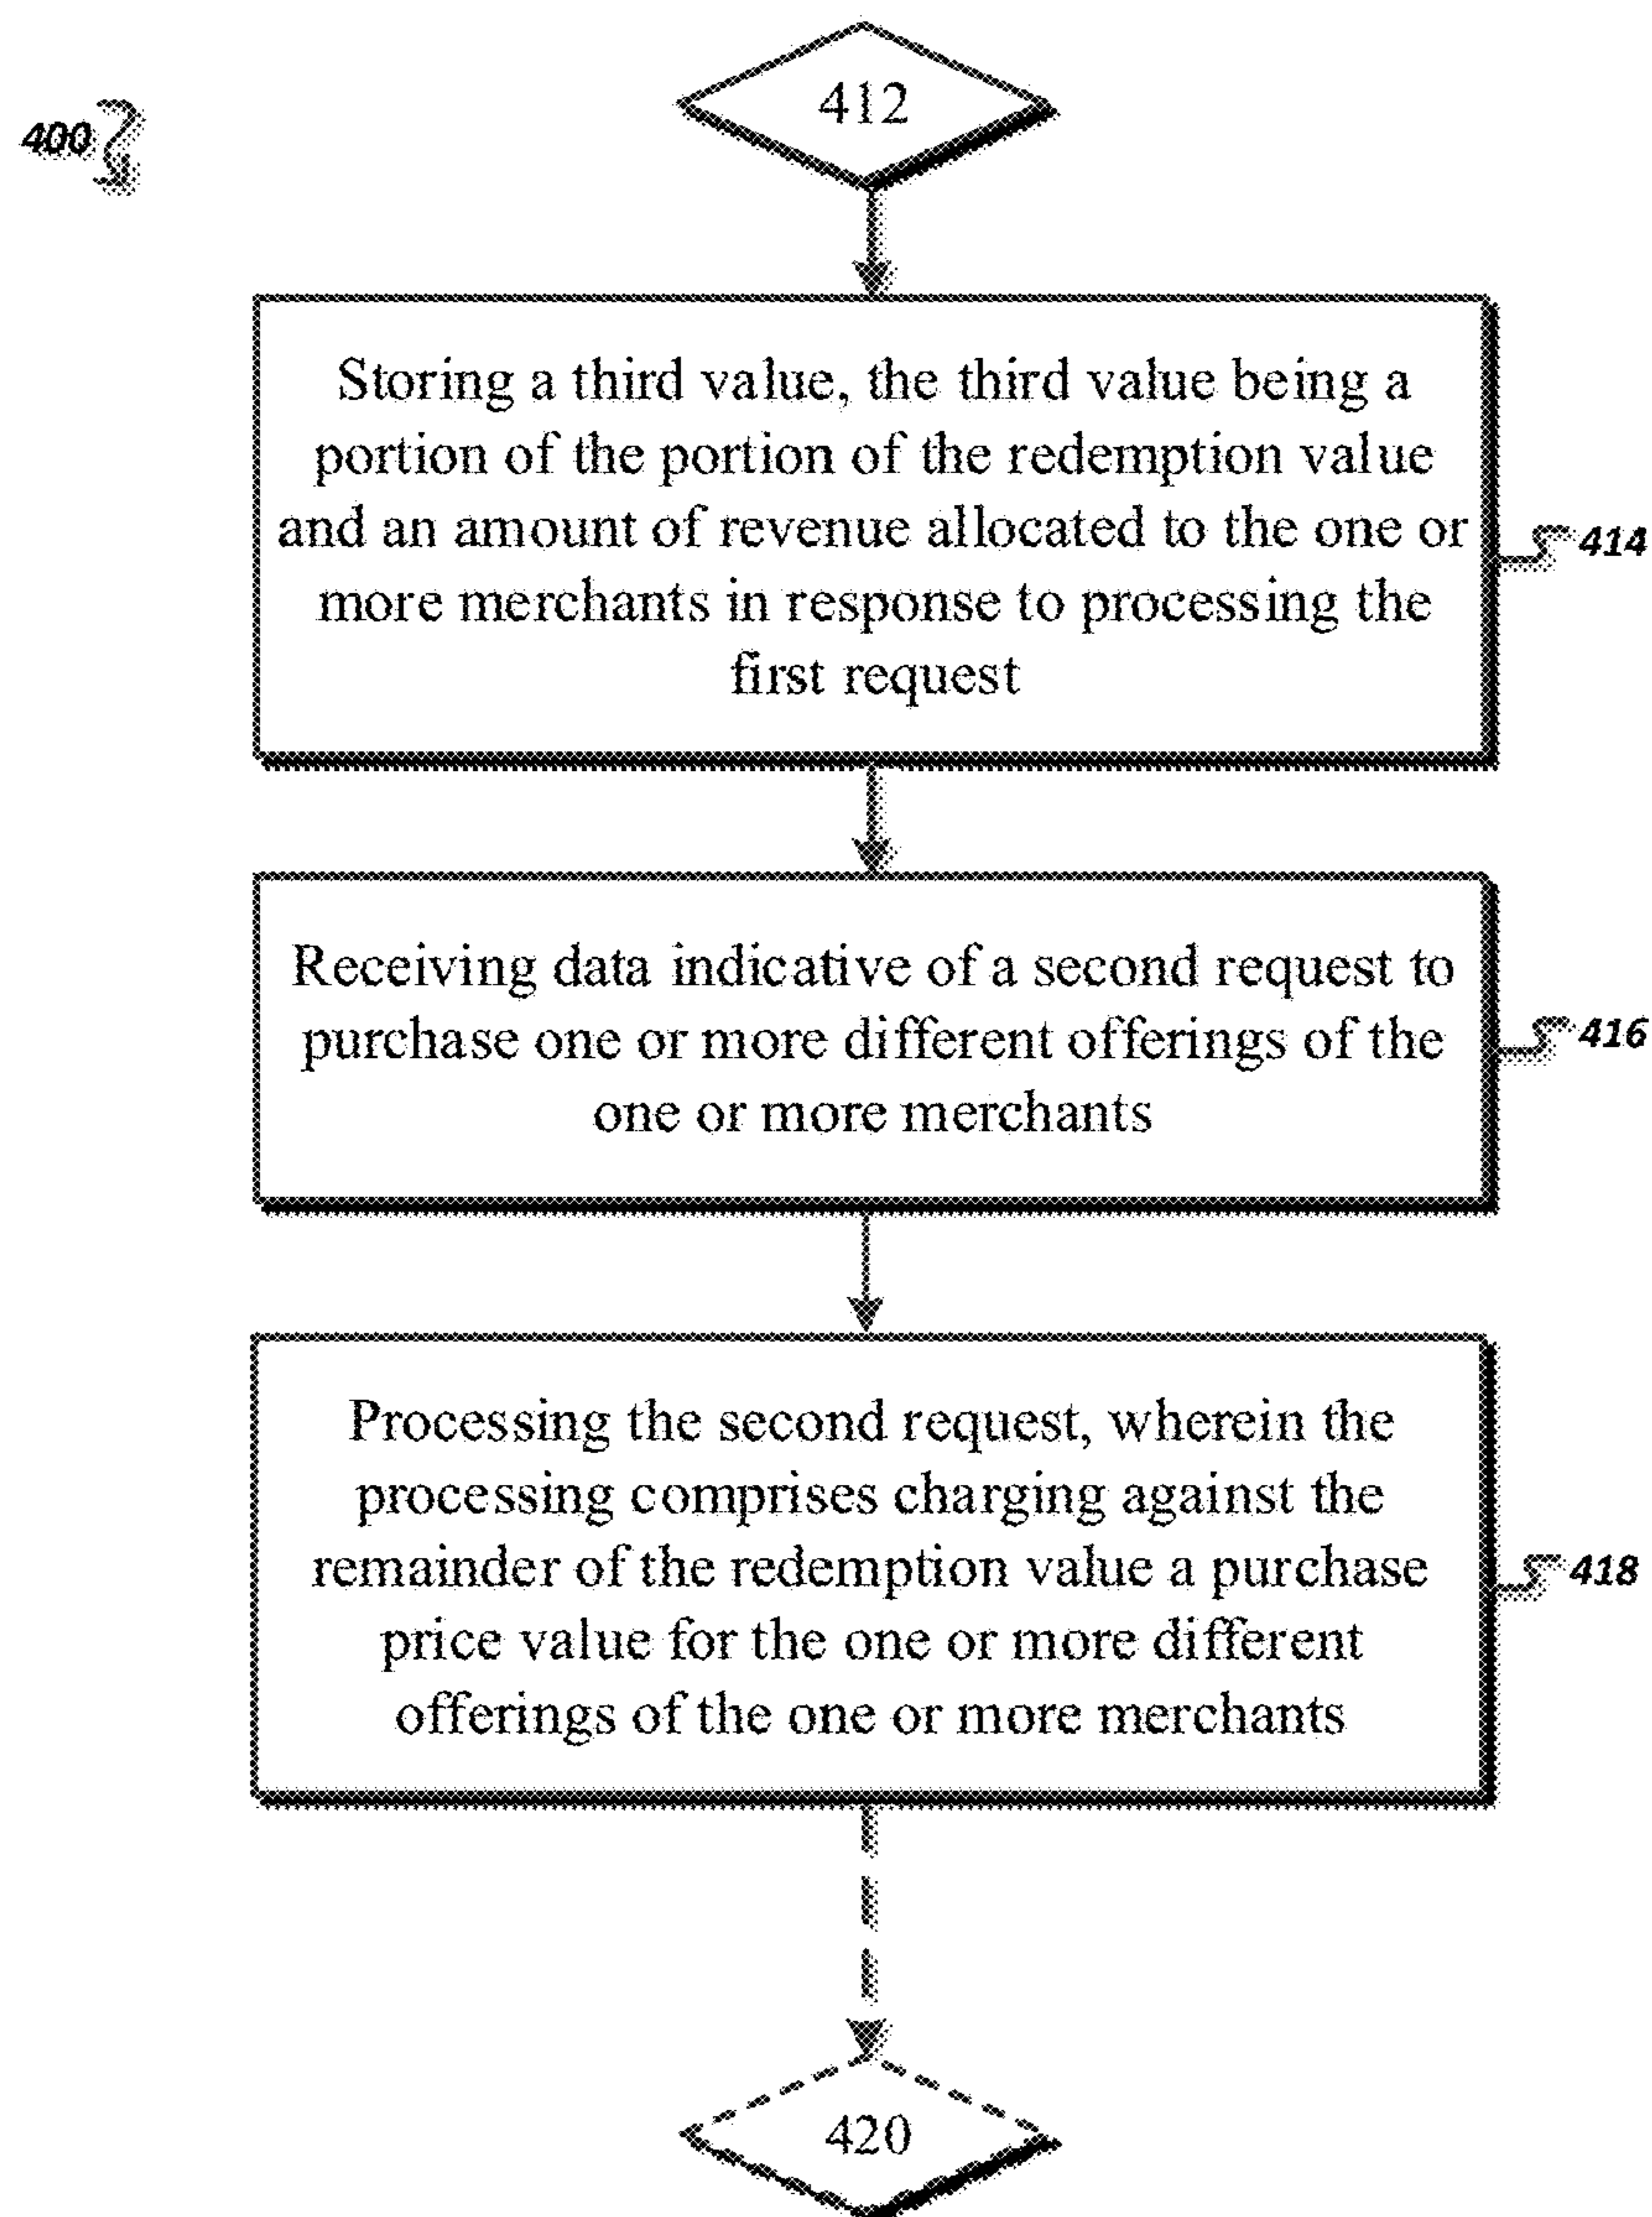 412
400
Storing a third value, the third value being a
portion of the portion of the redemption value
and an amount of revenue allocated to the one or
more merchants in response to processing the
first request
414
Receiving data indicative of a second request to
purchase one or more different offerings of the
one or more merchants
416
Processing the second request, wherein the
processing comprises charging against the
remainder of the redemption value a purchase
price value for the one or more different
offerings of the one or more merchants
418
420